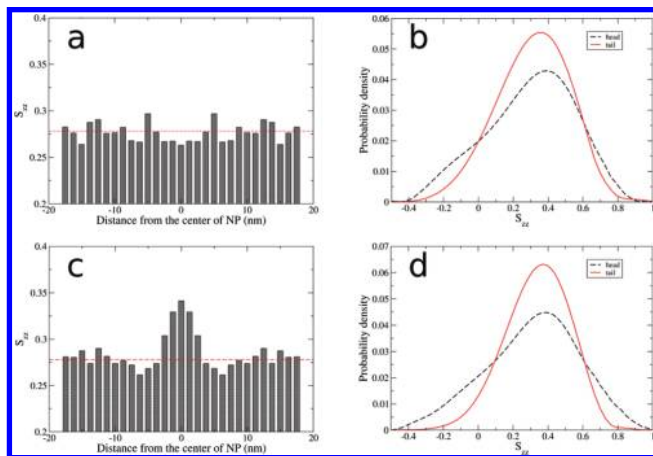 a
0.4
0.35
0.3
0.25
0.2
S_zz
-20 -10 0 10 20
Distance from the center of NP (nm)
b
0.06
0.05
0.04
0.03
0.02
0.01
0
Probability density
head
tail
-0.4 -0.2 0 0.2 0.4 0.6 0.8 1
S_zz
c
0.4
0.35
0.3
0.25
0.2
S_zz
-20 -10 0 10 20
Distance from the center of NP (nm)
d
0.07
0.06
0.05
0.04
0.03
0.02
0.01
0
Probability density
head
tail
-0.4 -0.2 0 0.2 0.4 0.6 0.8 1
S_zz